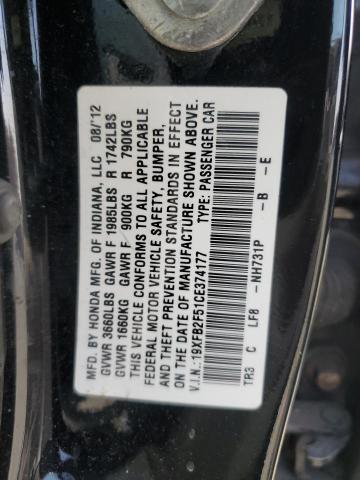 MFD. BY HONDA MFG. OF INDIANA, LLC 08/'12
GVWR 3660LBS GAWR F 1985LBS R 1742LBS
GVWR 1660KG GAWR F 900KG R 790KG
THIS VEHICLE CONFORMS TO ALL APPLICABLE
FEDERAL MOTOR VEHICLE SAFETY, BUMPER,
AND THEFT PREVENTION STANDARDS IN EFFECT
ON THE DATE OF MANUFACTURE SHOWN ABOVE.
V.I.N.:19XFB2F51CE374177 TYPE: PASSENGER CAR
TR3 C LF8 -NH731P -B -E